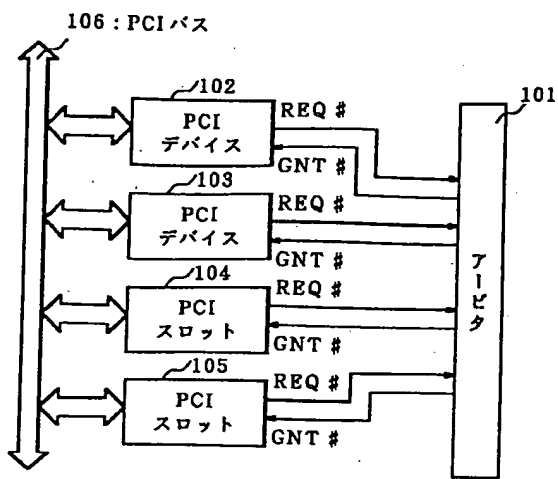 106：PCIバス
102
PCI
デバイス
REQ #
GNT #
101
103
PCI
デバイス
REQ #
GNT #
アービタ
104
PCI
スロット
REQ #
GNT #
105
PCI
スロット
REQ #
GNT #